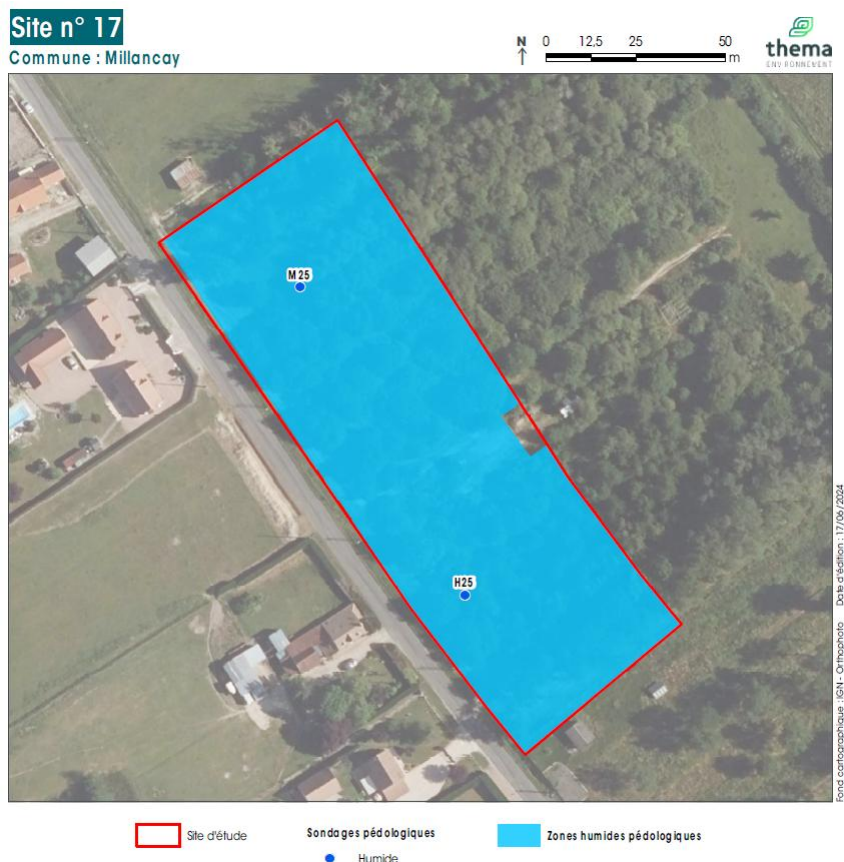 Site n° 17
Commune : Millancay
N
0 12,5 25 50
m
thema
ENVIRONNEMENT
M 25
H25
Fond cartographique : IGN - Orthophoto Date d'édition : 17/06/2024
Site d'étude
Sondages pédologiques
Humide
Zones humides pédologiques